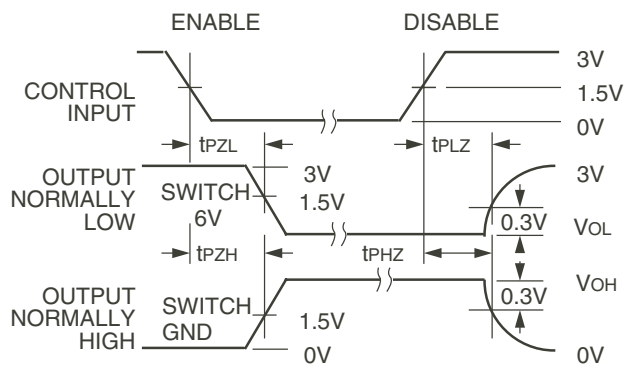 ENABLE DISABLE
3V
CONTROL
INPUT
1.5V
0V
tPZL tPLZ
OUTPUT
NORMALLY
LOW
SWITCH
6V
3V
1.5V
3V
0.3V
VOL
tPZH tPHZ
OUTPUT
NORMALLY
HIGH
SWITCH
GND
1.5V
0V
VOH
0.3V
0V